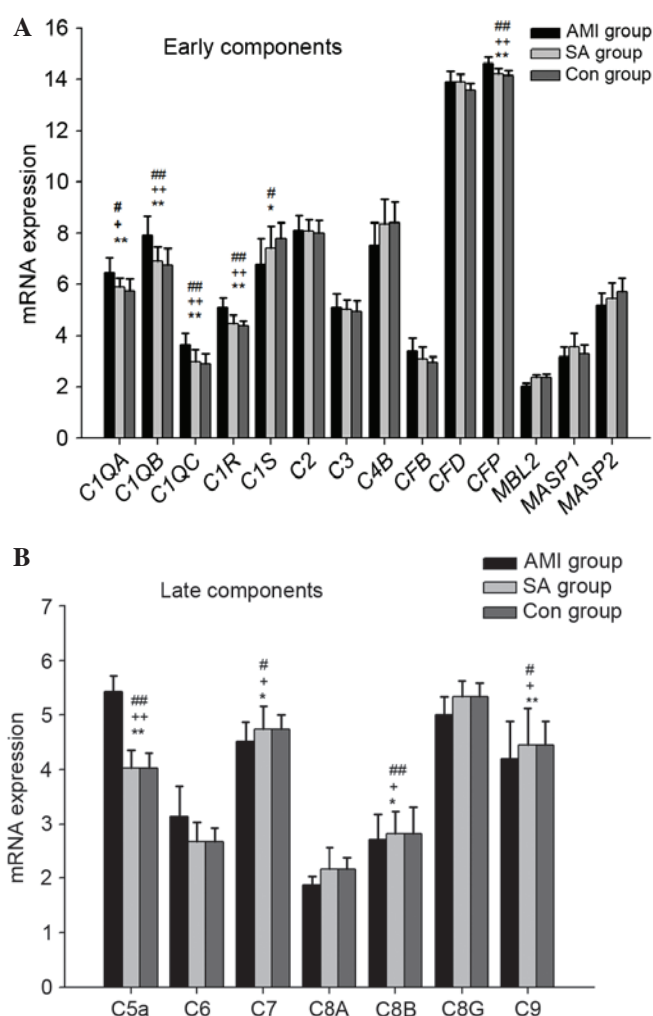 A
Early components
AMI group
SA group
Con group
mRNA expression
16
14
12
10
8
6
4
2
0
#
+
**
##
++
**
##
++
**
##
++
**
#
*
##
++
**
C1QA
C1QB
C1QC
C1R
C1S
C2
C3
C4B
CFB
CFD
CFP
MBL2
MASP1
MASP2
B
Late components
AMI group
SA group
Con group
mRNA expression
7
6
5
4
3
2
1
0
##
++
**
#
+
*
##
+
*
#
+
**
C5a
C6
C7
C8A
C8B
C8G
C9